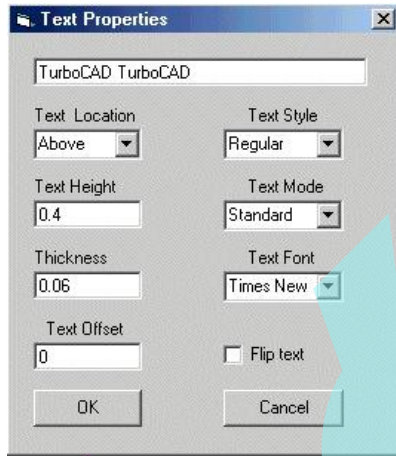 Text Properties
TurboCAD TurboCAD
Text Location
Text Style
Above
Regular
Text Height
Text Mode
0.4
Standard
Thickness
Text Font
0.06
Times New
Text Offset
0
Flip text
OK
Cancel